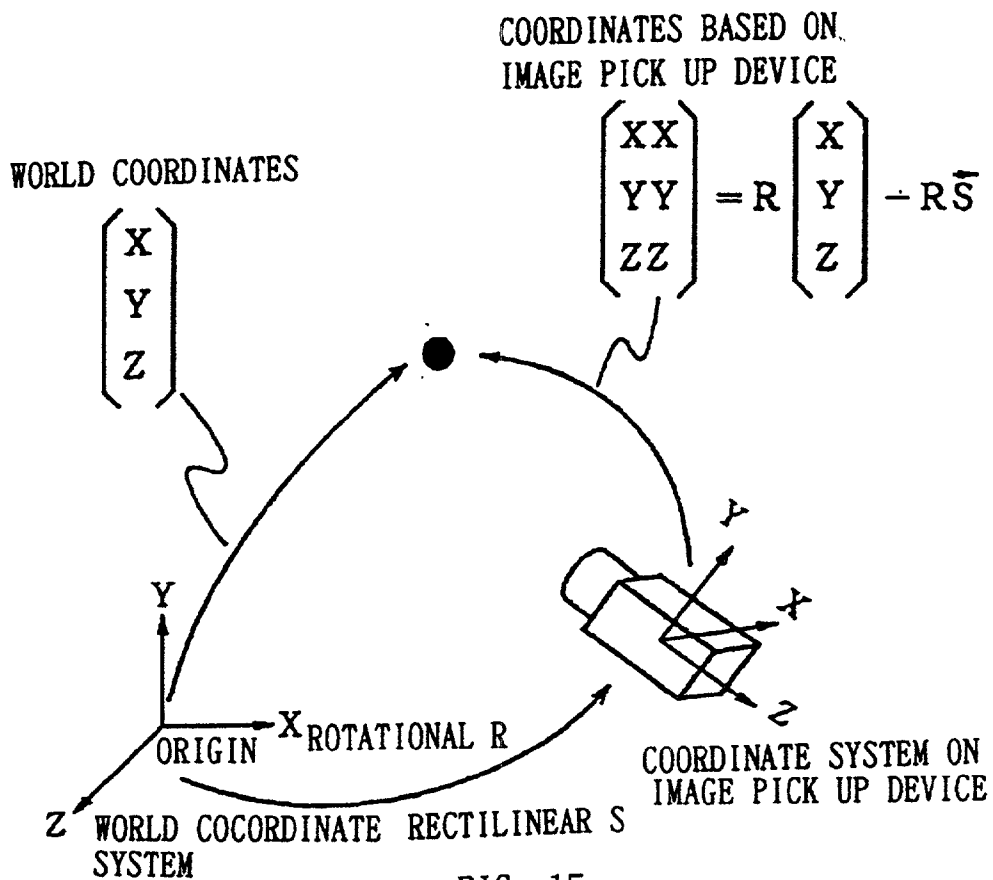 COORDINATES BASED ON
IMAGE PICK UP DEVICE
XX
YY
ZZ
= R
X
Y
Z
- RS⃗
WORLD COORDINATES
X
Y
Z
Y
X
Z
Y
X
Z
ORIGIN
ROTATIONAL R
WORLD COCORDINATE RECTILINEAR S
SYSTEM
COORDINATE SYSTEM ON
IMAGE PICK UP DEVICE